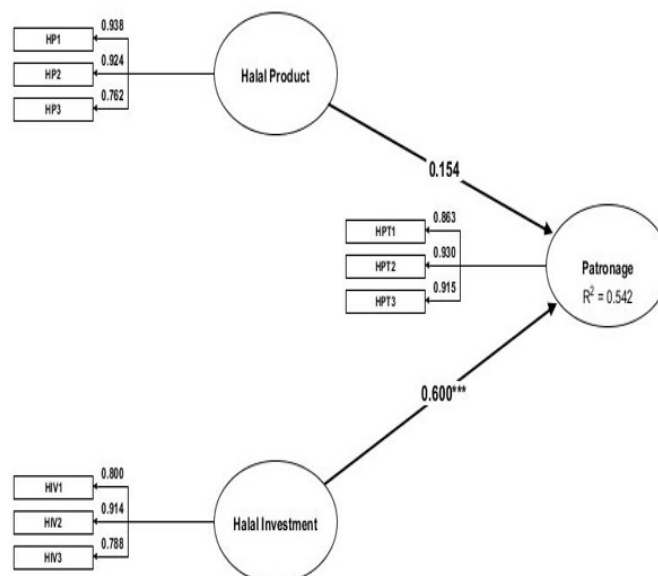 0.938
HP1
0.924
HP2
0.762
HP3
Halal Product
0.154
0.863
HPT1
0.930
HPT2
0.915
HPT3
Patronage
R² = 0.542
0.600***
0.800
HIV1
0.914
HIV2
0.788
HIV3
Halal Investment